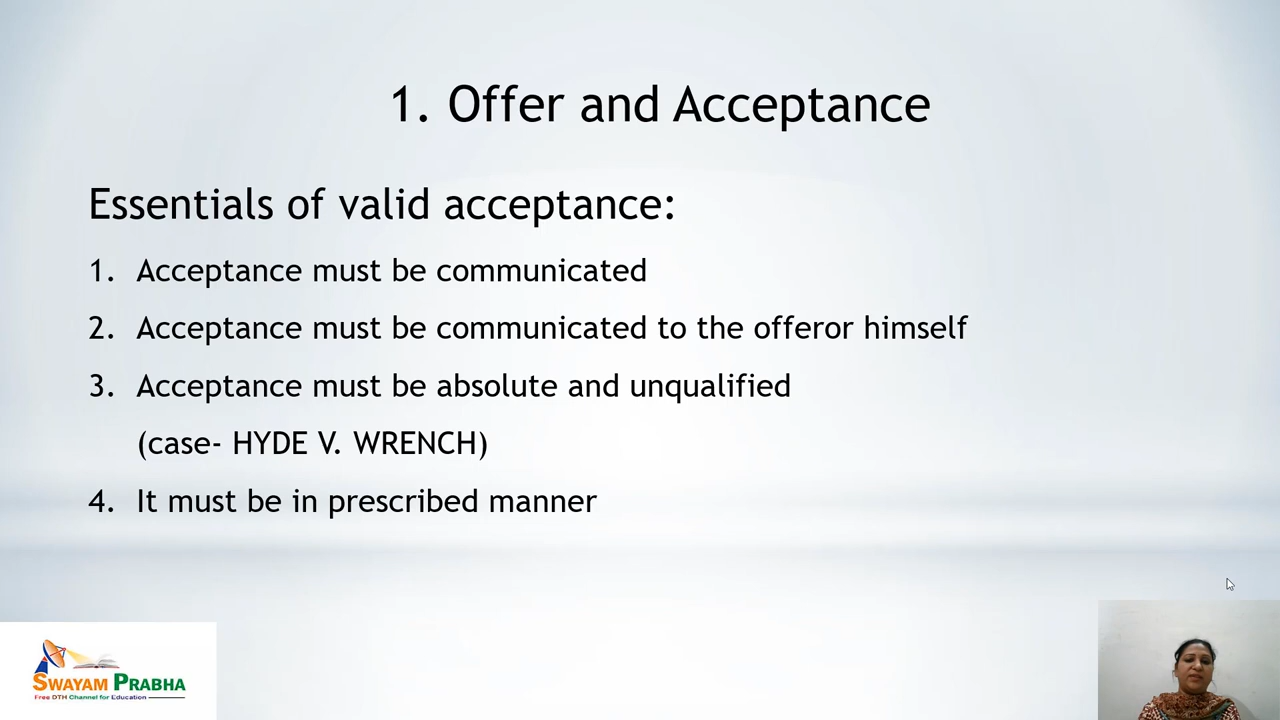 1. Offer and Acceptance
Essentials of valid acceptance:
1. Acceptance must be communicated
2. Acceptance must be communicated to the offeror himself
3. Acceptance must be absolute and unqualified
(case- HYDE V. WRENCH)
4. It must be in prescribed manner
SWAYAM PRABHA
Free DTH Channel for Education